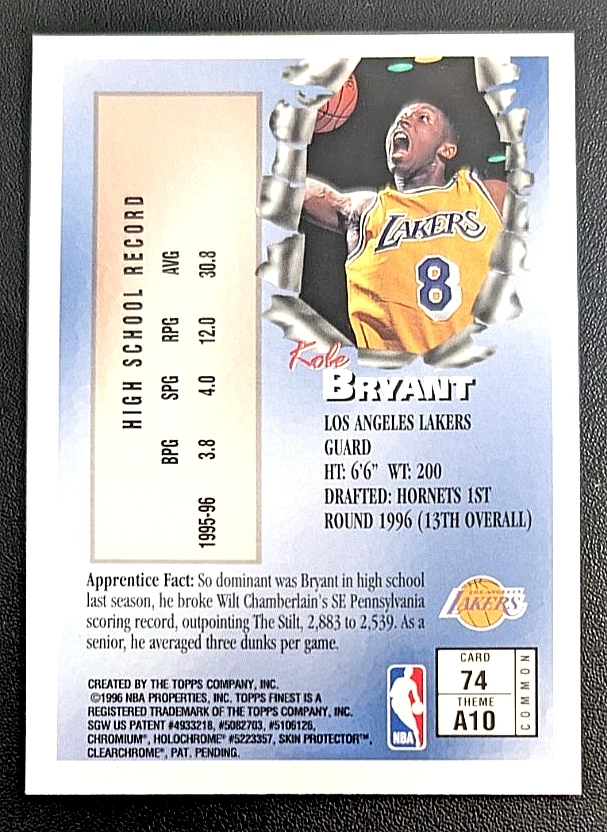 HIGH SCHOOL RECORD
BPG SPG RPG AVG
1995-96 3.8 4.0 12.0 30.8
LAKERS
8
Kobe
BRYANT
LOS ANGELES LAKERS
GUARD
HT: 6'6" WT: 200
DRAFTED: HORNETS 1ST
ROUND 1996 (13TH OVERALL)
Apprentice Fact: So dominant was Bryant in high school
last season, he broke Wilt Chamberlain's SE Pennsylvania
scoring record, outpointing The Stilt, 2,883 to 2,539. As a
senior, he averaged three dunks per game.
LOS ANGELES
LAKERS
CREATED BY THE TOPPS COMPANY, INC.
©1996 NBA PROPERTIES, INC. TOPPS FINEST IS A
REGISTERED TRADEMARK OF THE TOPPS COMPANY, INC.
SGW US PATENT #4933218, #5082703, #5106126,
CHROMIUM®, HOLOCHROME® #5223357, SKIN PROTECTOR™,
CLEARCHROME®, PAT. PENDING.
NBA
CARD
74
THEME
A10
COMMON